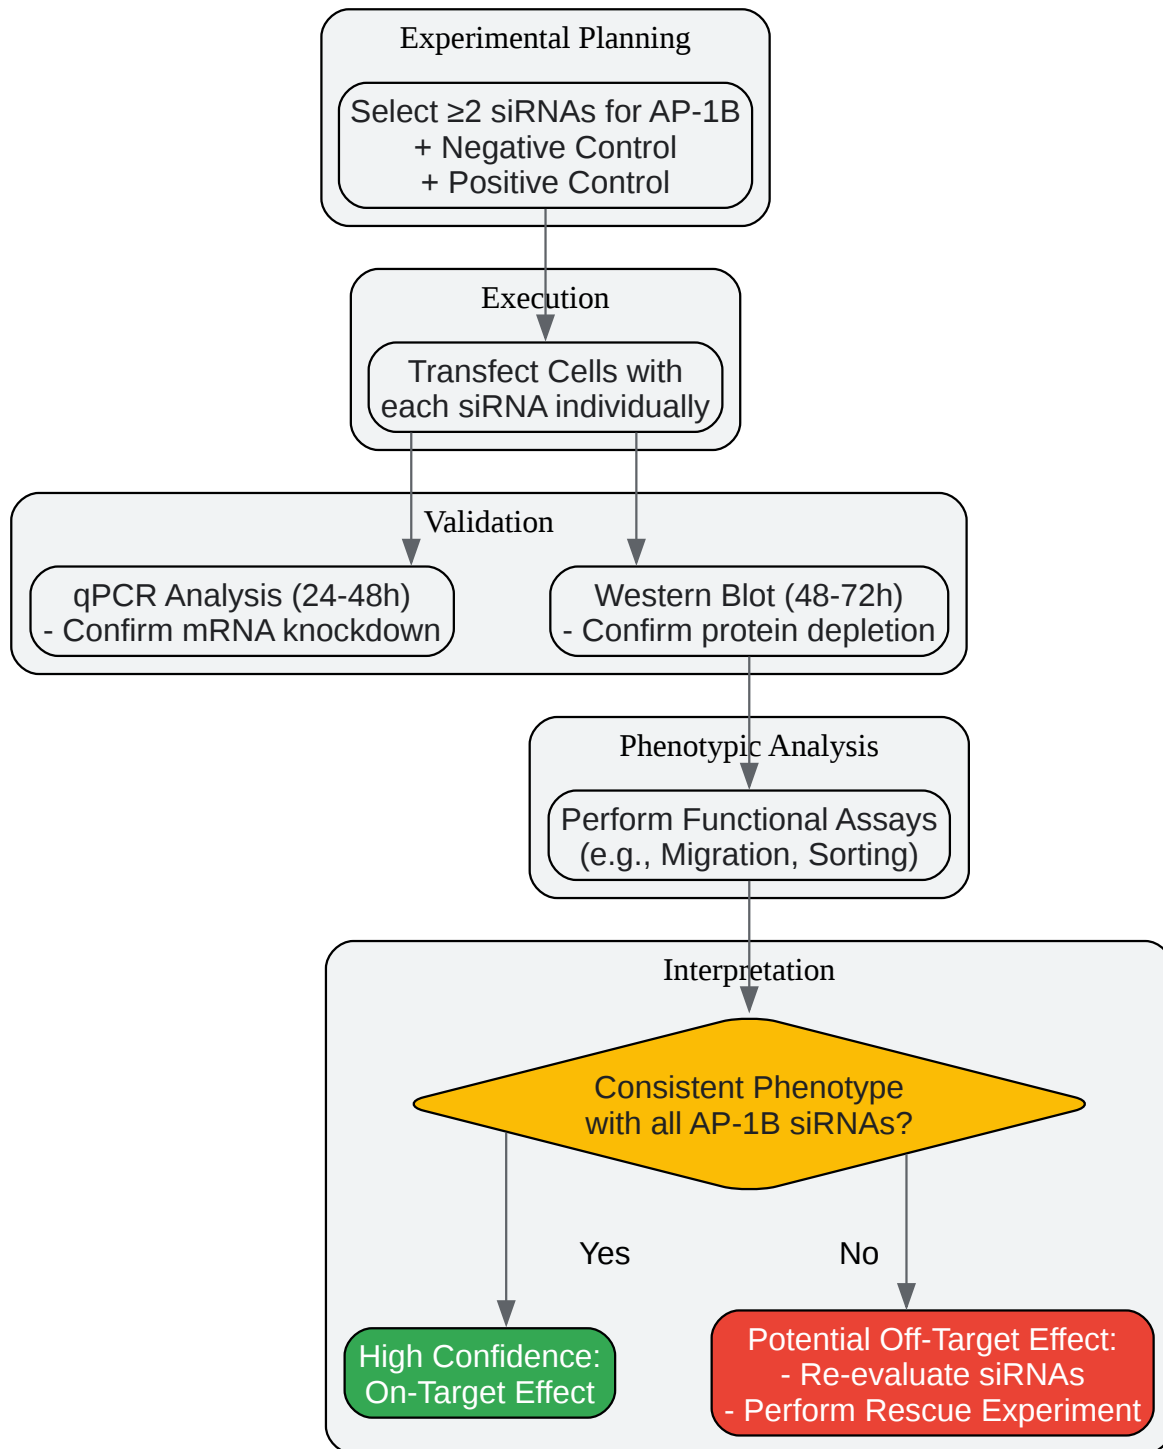 Experimental Planning
Select ≥2 siRNAs for AP-1B
+ Negative Control
+ Positive Control
Execution
Transfect Cells with
each siRNA individually
Validation
qPCR Analysis (24-48h)
- Confirm mRNA knockdown
Western Blot (48-72h)
- Confirm protein depletion
Phenotypic Analysis
Perform Functional Assays
(e.g., Migration, Sorting)
Interpretation
Consistent Phenotype
with all AP-1B siRNAs?
Yes
No
High Confidence:
On-Target Effect
Potential Off-Target Effect:
- Re-evaluate siRNAs
- Perform Rescue Experiment